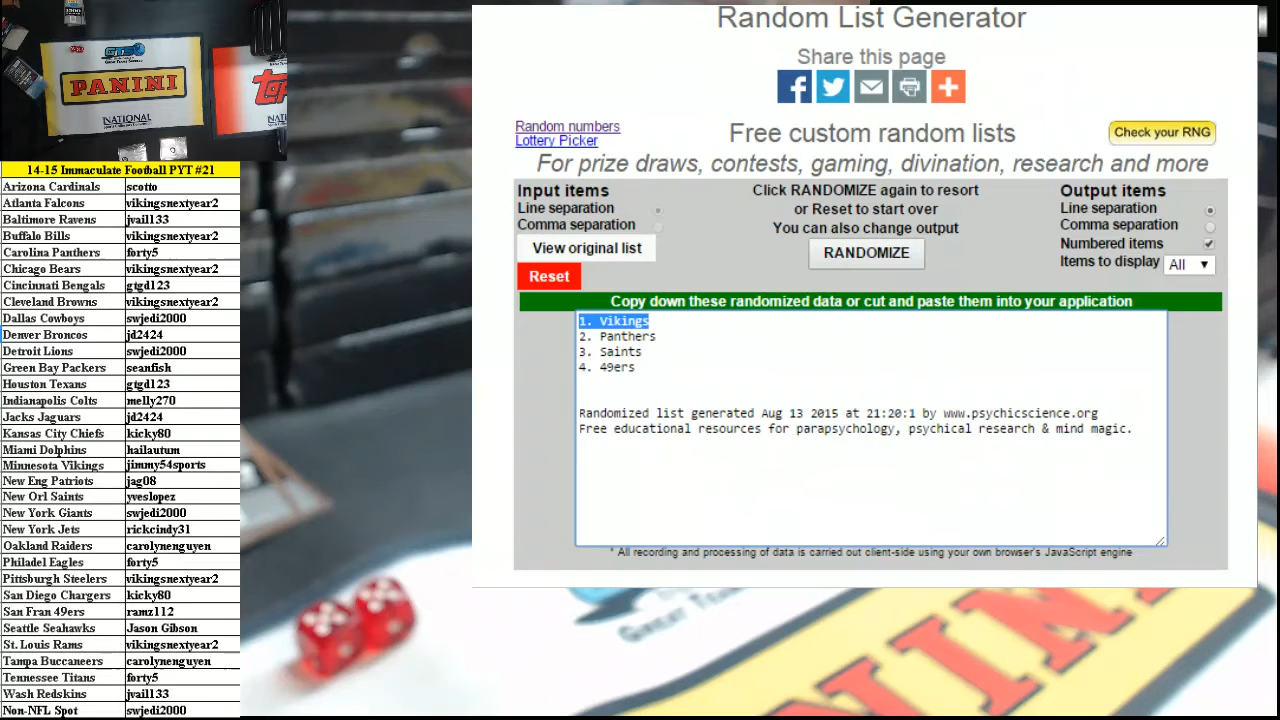 GTS
PANINI
NATIONAL
14-15 Immaculate Football PYT #21
Arizona Cardinals scotto
Atlanta Falcons vikingsnextyear2
Baltimore Ravens jvail133
Buffalo Bills vikingsnextyear2
Carolina Panthers forty5
Chicago Bears vikingsnextyear2
Cincinnati Bengals gtgd123
Cleveland Browns vikingsnextyear2
Dallas Cowboys swjedi2000
Denver Broncos jd2424
Detroit Lions swjedi2000
Green Bay Packers seanfish
Houston Texans gtgd123
Indianapolis Colts melly270
Jacks Jaguars jd2424
Kansas City Chiefs kicky80
Miami Dolphins hailautum
Minnesota Vikings jimmy54sports
New Eng Patriots jag08
New Orl Saints yveslopez
New York Giants swjedi2000
New York Jets rickcindy31
Oakland Raiders carolynenguyen
Philadel Eagles forty5
Pittsburgh Steelers vikingsnextyear2
San Diego Chargers kicky80
San Fran 49ers ramz112
Seattle Seahawks Jason Gibson
St. Louis Rams vikingsnextyear2
Tampa Buccaneers carolynenguyen
Tennessee Titans forty5
Wash Redskins jvail133
Non-NFL Spot swjedi2000
Random List Generator
Share this page
Random numbers
Lottery Picker
Free custom random lists
Check your RNG
For prize draws, contests, gaming, divination, research and more
Input items
Line separation
Comma separation
View original list
Reset
Click RANDOMIZE again to resort
or Reset to start over
You can also change output
RANDOMIZE
Output items
Line separation
Comma separation
Numbered items
Items to display All
Copy down these randomized data or cut and paste them into your application
1. Vikings
2. Panthers
3. Saints
4. 49ers
Randomized list generated Aug 13 2015 at 21:20:1 by www.psychicscience.org
Free educational resources for parapsychology, psychical research & mind magic.
* All recording and processing of data is carried out client-side using your own browser's JavaScript engine